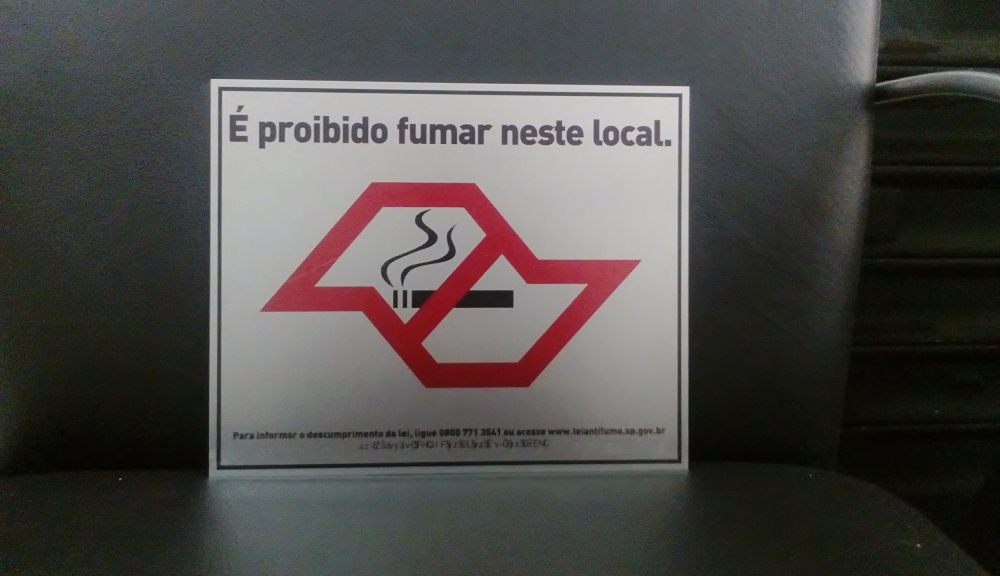 É proibido fumar neste local.
Para informar o descumprimento da lei, ligue 0800 771 3541 ou acesse www.leiantifumo.sp.gov.br